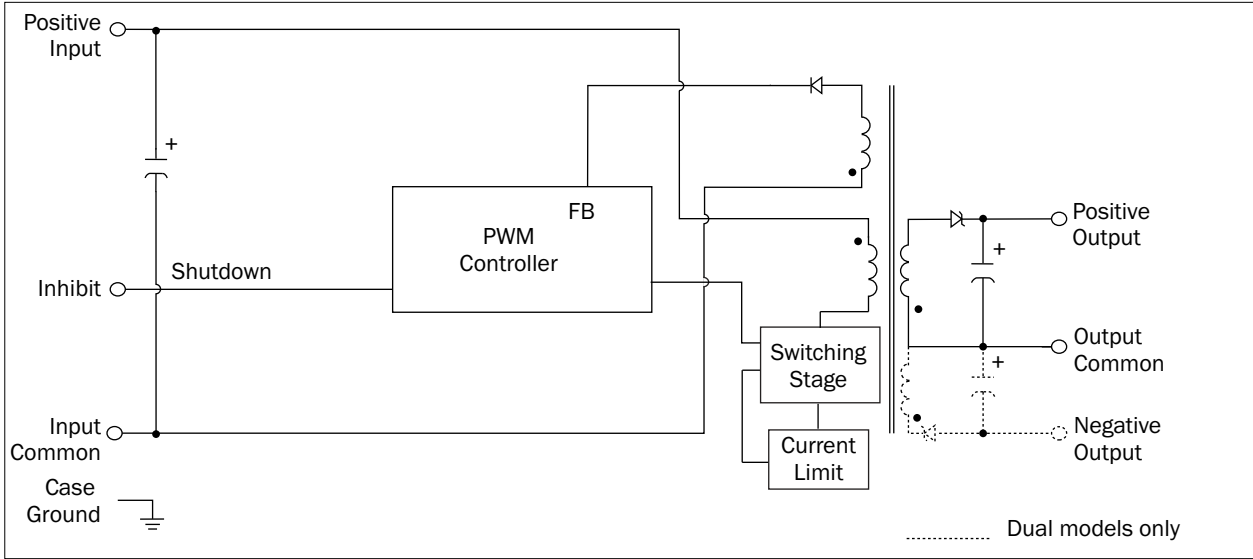 Positive
Input
+
FB
PWM
Controller
Shutdown
Inhibit
Positive
Output
+
Switching
Stage
Output
Common
+
Input
Common
Current
Limit
Negative
Output
Case
Ground
Dual models only